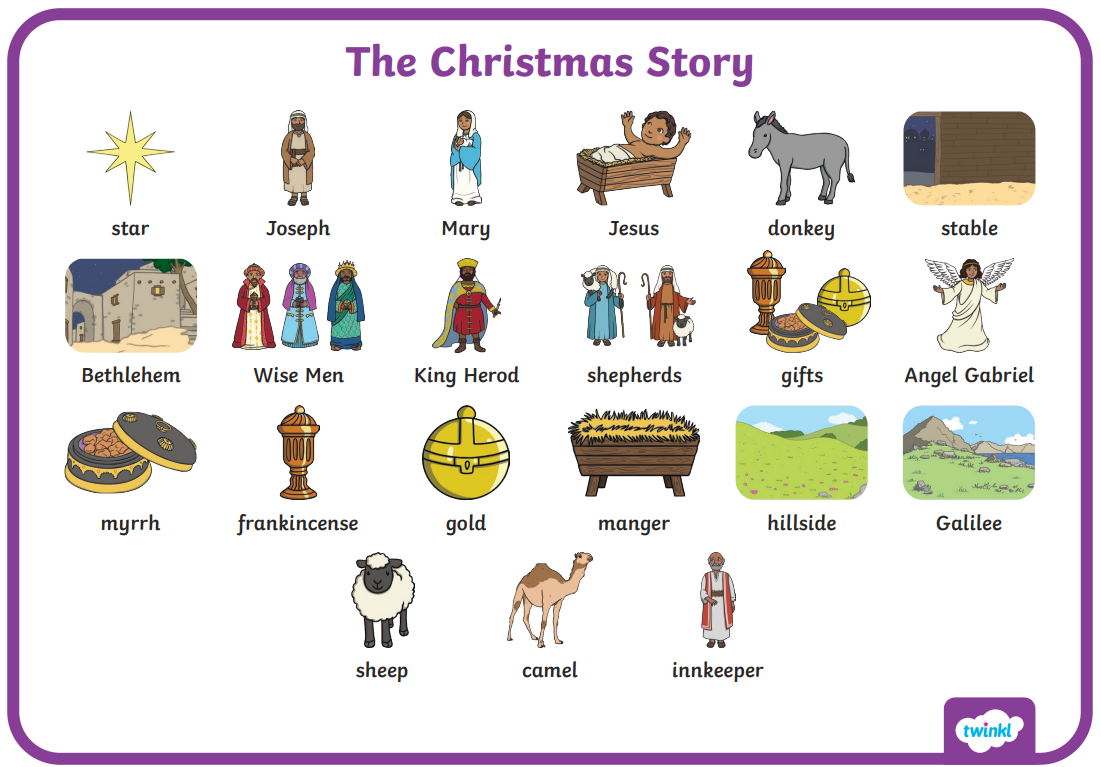 The Christmas Story
star
Joseph
Mary
Jesus
donkey
stable
Bethlehem
Wise Men
King Herod
shepherds
gifts
Angel Gabriel
myrrh
frankincense
gold
manger
hillside
Galilee
sheep
camel
innkeeper
twinkl